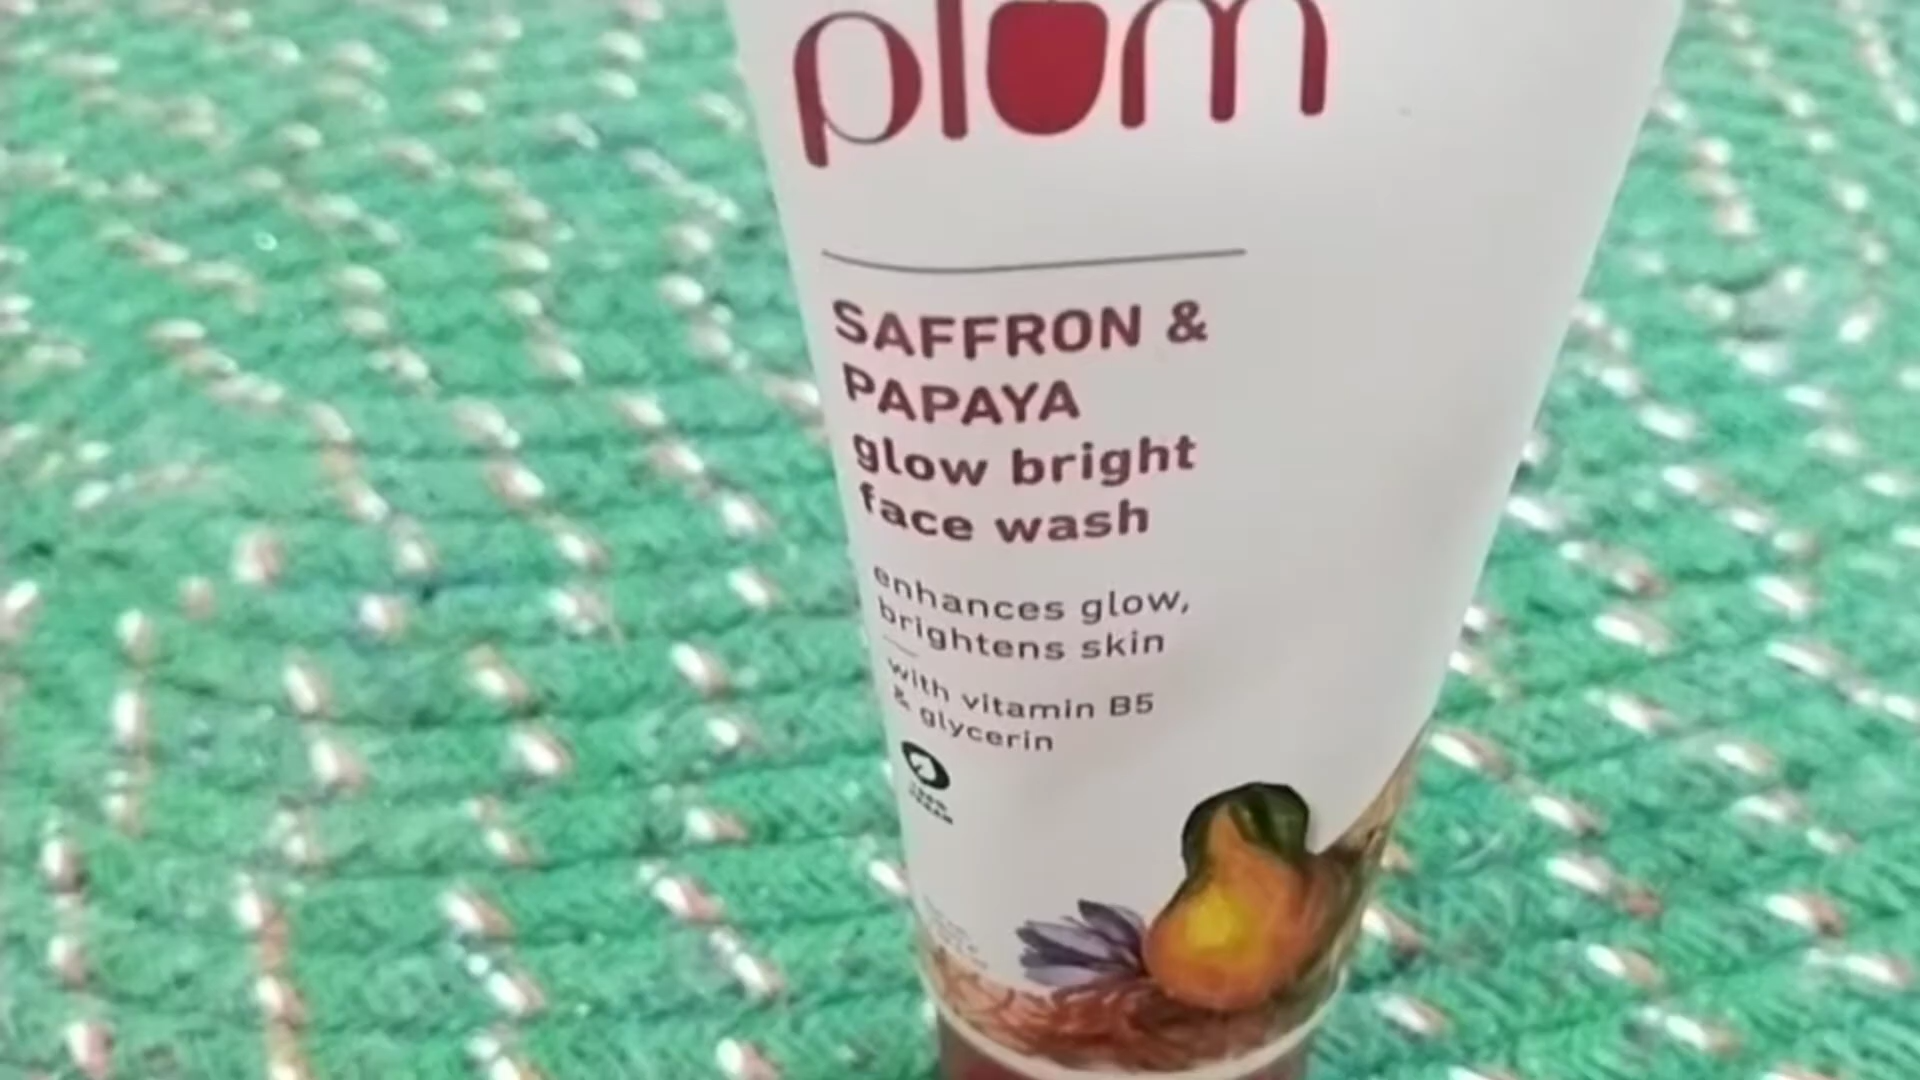 plum
SAFFRON &
PAPAYA
glow bright
face wash
enhances glow,
brightens skin
with vitamin B5
& glycerin